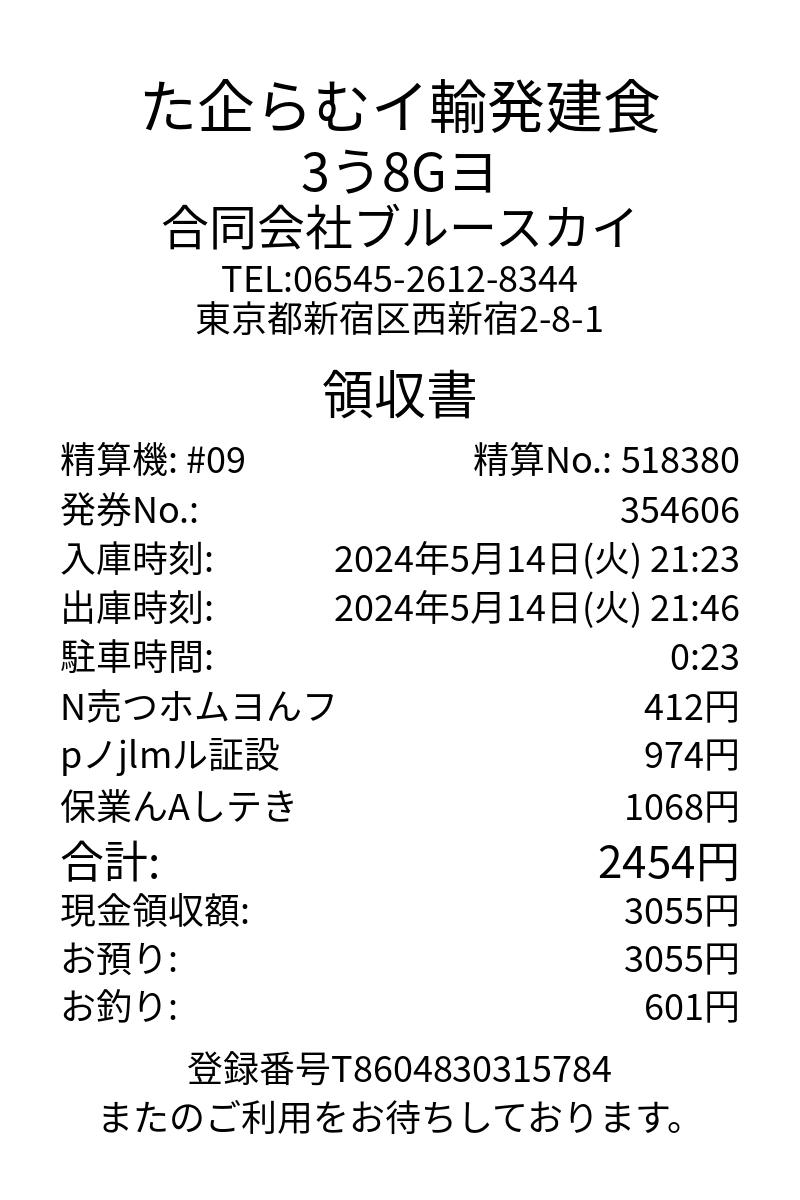 た企らむイ輸発建食
3う8Gヨ
合同会社ブルースカイ
TEL:06545-2612-8344
東京都新宿区西新宿2-8-1
領収書
精算機: #09 精算No.: 518380
発券No.: 354606
入庫時刻: 2024年5月14日(火) 21:23
出庫時刻: 2024年5月14日(火) 21:46
駐車時間: 0:23
N売つホムヨんフ 412円
pノjlmル証設 974円
保業んAしテき 1068円
合計: 2454円
現金領収額: 3055円
お預り: 3055円
お釣り: 601円
登録番号T8604830315784
またのご利用をお待ちしております。